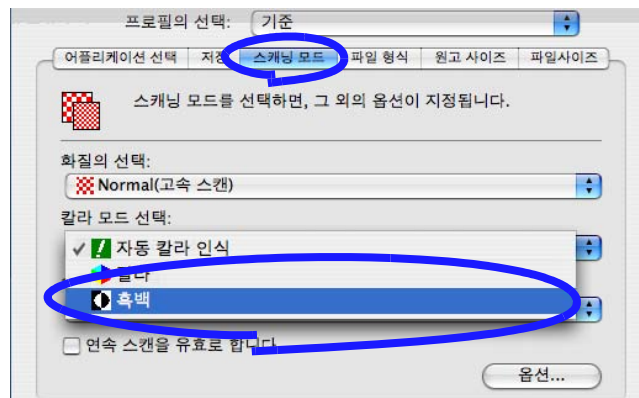 프로필의 선택: 기준
어플리케이션 선택 저장 스캐닝 모드 파일 형식 원고 사이즈 파일사이즈
스캐닝 모드를 선택하면, 그 외의 옵션이 지정됩니다.
화질의 선택:
Normal(고속 스캔)
칼라 모드 선택:
자동 칼라 인식
칼라
흑백
연속 스캔을 유효로 합니다
옵션...